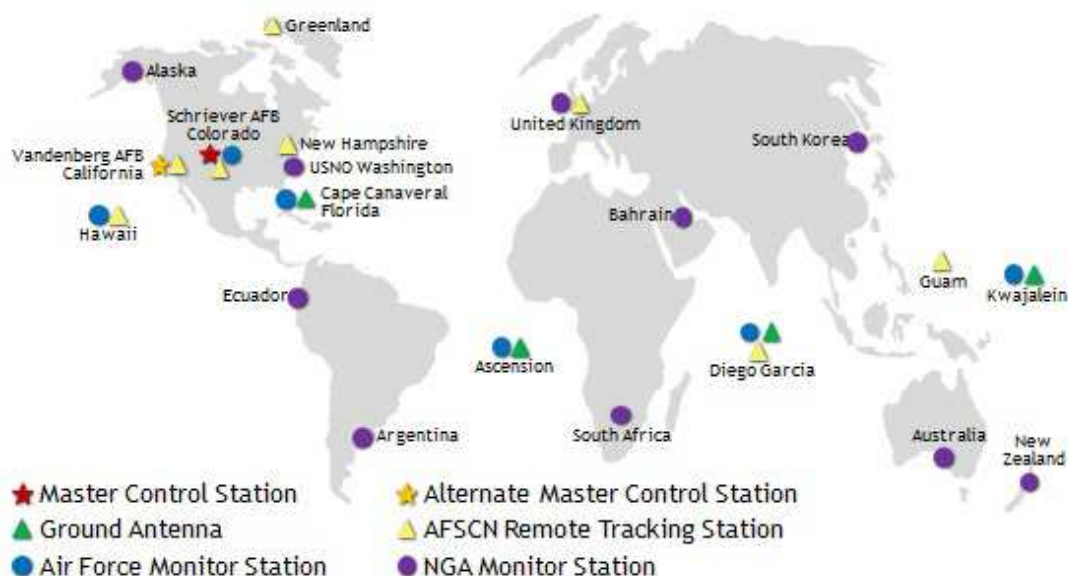 Greenland
Alaska
Schriever AFB
Colorado
New Hampshire
Vandenberg AFB
California
USNO Washington
Cape Canaveral
Florida
Hawaii
United Kingdom
South Korea
Bahrain
Guam
Kwajalein
Ecuador
Ascension
Diego Garcia
Argentina
South Africa
Australia
New
Zealand
Master Control Station
Alternate Master Control Station
Ground Antenna
AFSCN Remote Tracking Station
Air Force Monitor Station
NGA Monitor Station